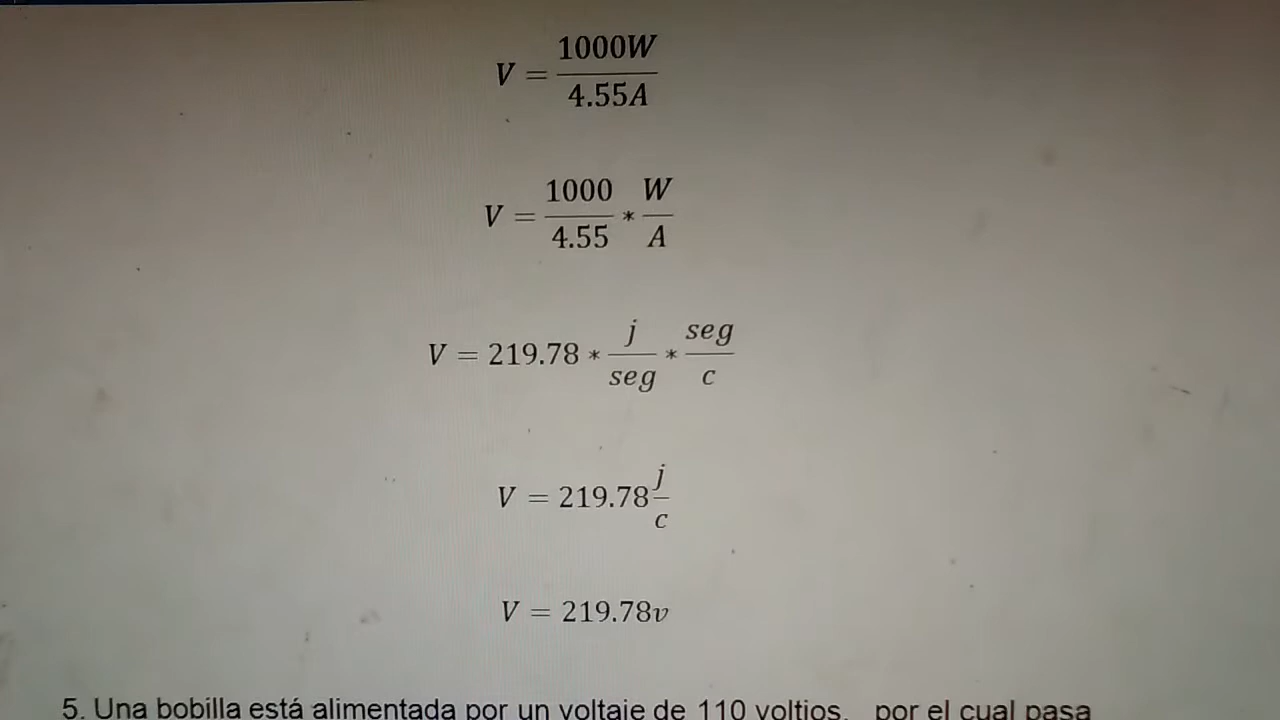 V = 1000W / 4.55A
V = 1000 / 4.55 * W / A
V = 219.78 * j / seg * seg / c
V = 219.78 j / c
V = 219.78v
5. Una bobilla está alimentada por un voltaje de 110 voltios, por el cual pasa